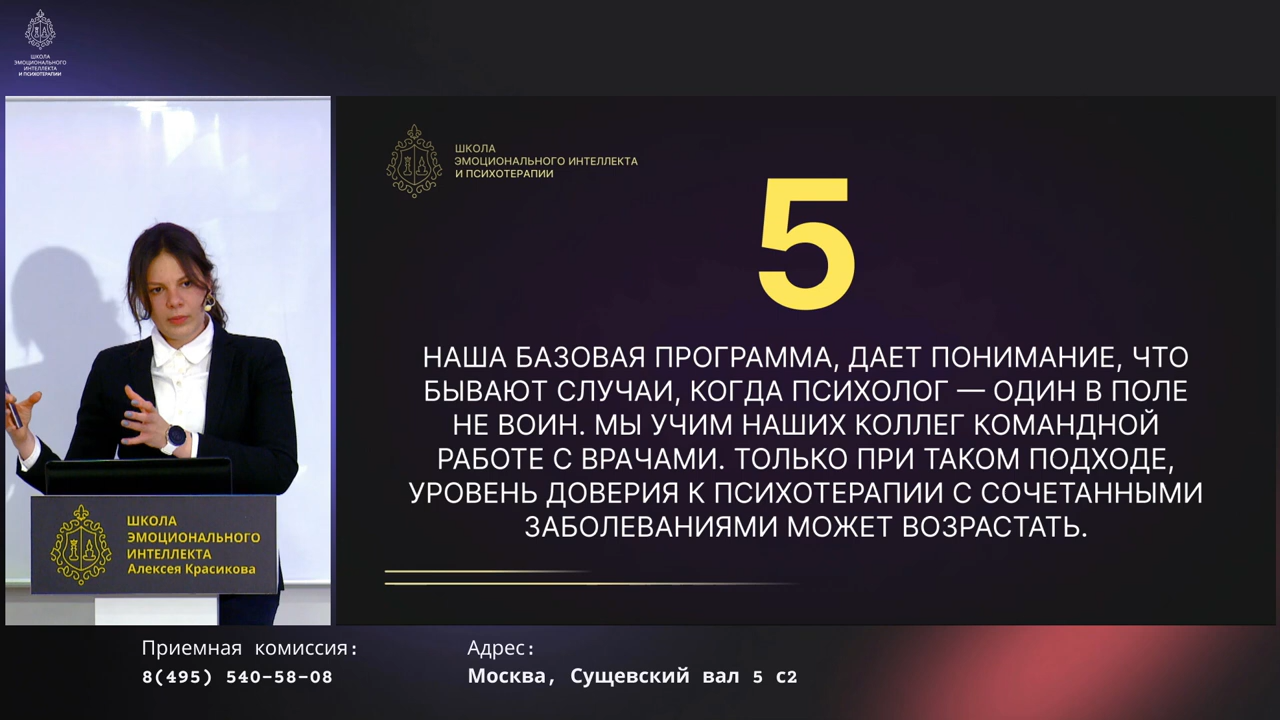 ШКОЛА
ЭМОЦИОНАЛЬНОГО
ИНТЕЛЛЕКТА
И ПСИХОТЕРАПИИ
ШКОЛА
ЭМОЦИОНАЛЬНОГО ИНТЕЛЛЕКТА
И ПСИХОТЕРАПИИ
5
НАША БАЗОВАЯ ПРОГРАММА, ДАЕТ ПОНИМАНИЕ, ЧТО
БЫВАЮТ СЛУЧАИ, КОГДА ПСИХОЛОГ — ОДИН В ПОЛЕ
НЕ ВОИН. МЫ УЧИМ НАШИХ КОЛЛЕГ КОМАНДНОЙ
РАБОТЕ С ВРАЧАМИ. ТОЛЬКО ПРИ ТАКОМ ПОДХОДЕ,
УРОВЕНЬ ДОВЕРИЯ К ПСИХОТЕРАПИИ С СОЧЕТАННЫМИ
ЗАБОЛЕВАНИЯМИ МОЖЕТ ВОЗРАСТАТЬ.
ШКОЛА
ЭМОЦИОНАЛЬНОГО
ИНТЕЛЛЕКТА
Алексея Красикова
Приемная комиссия:
8(495) 540-58-08
Адрес:
Москва, Сущевский вал 5 с2